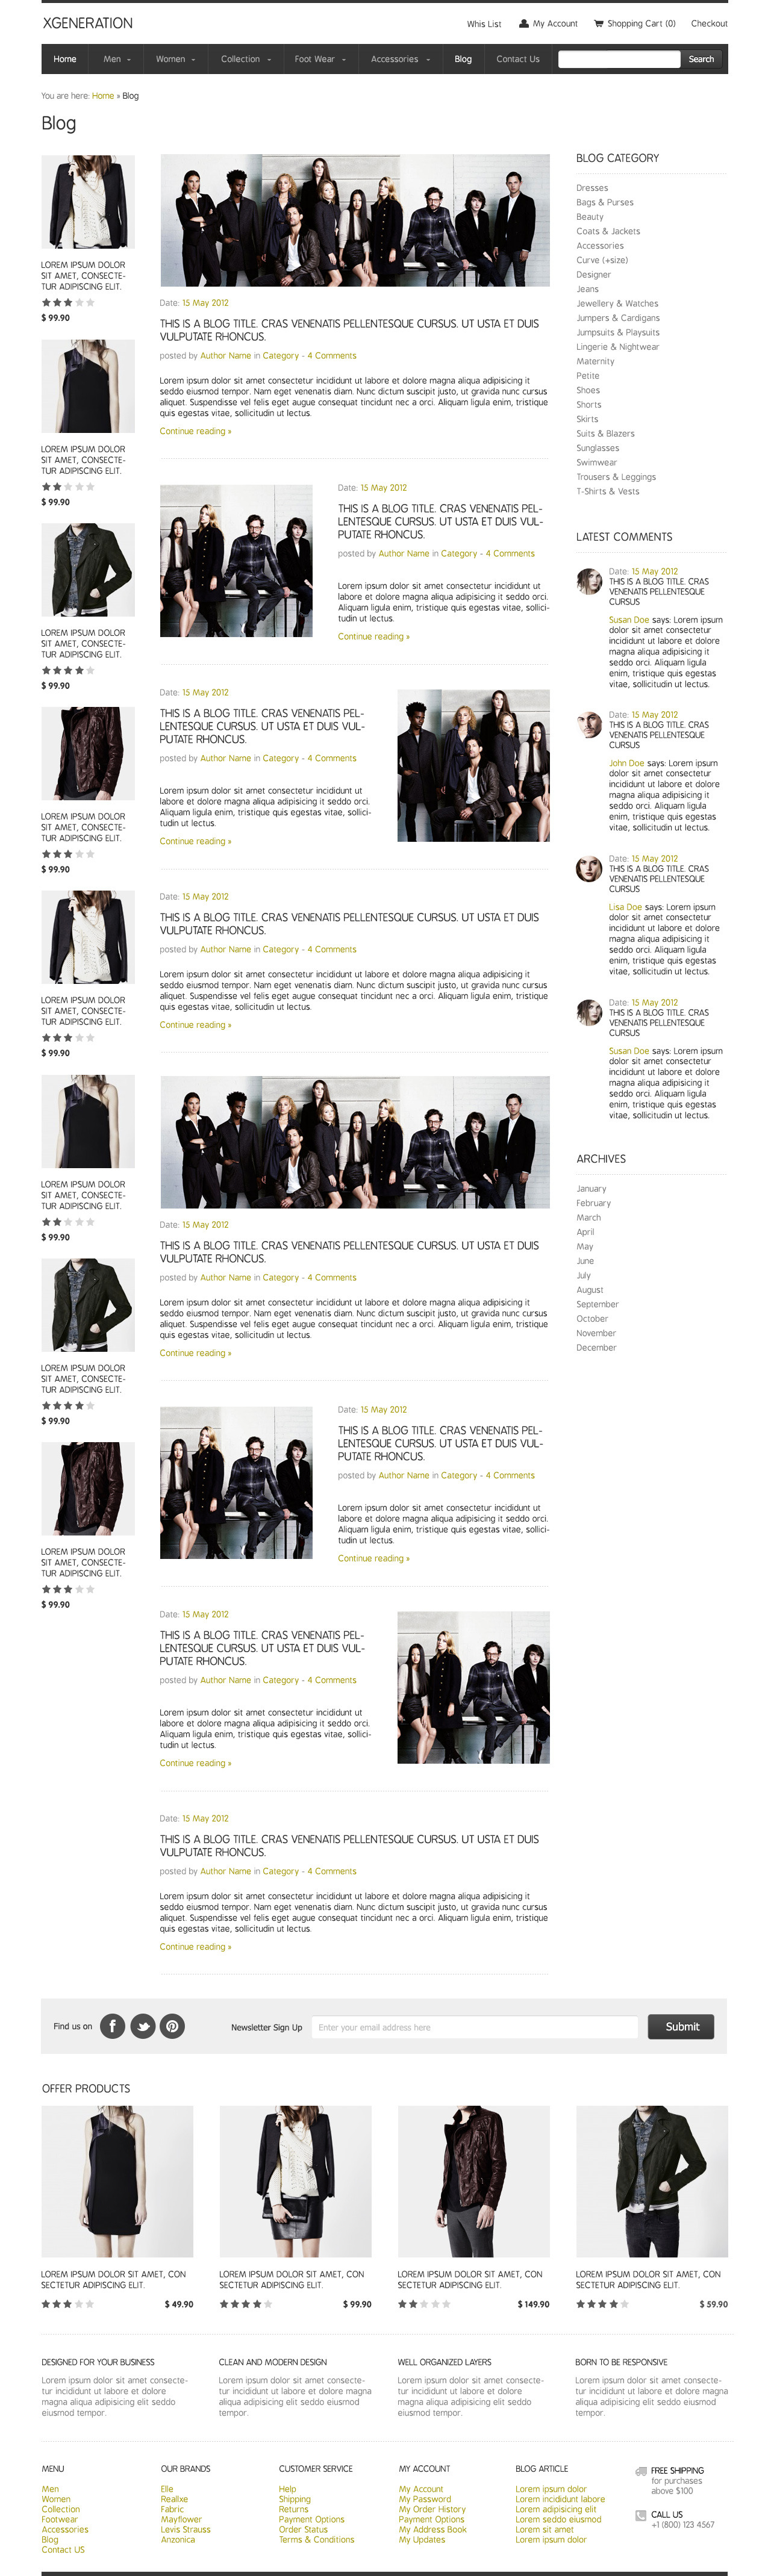 XGENERATION
Whis List
My Account
Shopping Cart (0)
Checkout
Home
Men
Women
Collection
Foot Wear
Accessories
Blog
Contact Us
Search
You are here: Home » Blog
Blog
LOREM IPSUM DOLOR
SIT AMET, CONSECTE-
TUR ADIPISCING ELIT.
$ 99.90
LOREM IPSUM DOLOR
SIT AMET, CONSECTE-
TUR ADIPISCING ELIT.
$ 99.90
LOREM IPSUM DOLOR
SIT AMET, CONSECTE-
TUR ADIPISCING ELIT.
$ 99.90
LOREM IPSUM DOLOR
SIT AMET, CONSECTE-
TUR ADIPISCING ELIT.
$ 99.90
LOREM IPSUM DOLOR
SIT AMET, CONSECTE-
TUR ADIPISCING ELIT.
$ 99.90
LOREM IPSUM DOLOR
SIT AMET, CONSECTE-
TUR ADIPISCING ELIT.
$ 99.90
LOREM IPSUM DOLOR
SIT AMET, CONSECTE-
TUR ADIPISCING ELIT.
$ 99.90
LOREM IPSUM DOLOR
SIT AMET, CONSECTE-
TUR ADIPISCING ELIT.
$ 99.90
Date: 15 May 2012
THIS IS A BLOG TITLE. CRAS VENENATIS PELLENTESQUE CURSUS. UT USTA ET DUIS
VULPUTATE RHONCUS.
posted by Author Name in Category - 4 Comments
Lorem ipsum dolor sit amet consectetur incididunt ut labore et dolore magna aliqua adipisicing it
seddo eiusmod tempor. Nam eget venenatis diam. Nunc dictum suscipit justo, ut gravida nunc cursus
aliquet. Suspendisse vel felis eget augue consequat tincidunt nec a orci. Aliquam ligula enim, tristique
quis egestas vitae, sollicitudin ut lectus.
Continue reading »
Date: 15 May 2012
THIS IS A BLOG TITLE. CRAS VENENATIS PEL-
LENTESQUE CURSUS. UT USTA ET DUIS VUL-
PUTATE RHONCUS.
posted by Author Name in Category - 4 Comments
Lorem ipsum dolor sit amet consectetur incididunt ut
labore et dolore magna aliqua adipisicing it seddo orci.
Aliquam ligula enim, tristique quis egestas vitae, sollici-
tudin ut lectus.
Continue reading »
Date: 15 May 2012
THIS IS A BLOG TITLE. CRAS VENENATIS PEL-
LENTESQUE CURSUS. UT USTA ET DUIS VUL-
PUTATE RHONCUS.
posted by Author Name in Category - 4 Comments
Lorem ipsum dolor sit amet consectetur incididunt ut
labore et dolore magna aliqua adipisicing it seddo orci.
Aliquam ligula enim, tristique quis egestas vitae, sollici-
tudin ut lectus.
Continue reading »
Date: 15 May 2012
THIS IS A BLOG TITLE. CRAS VENENATIS PELLENTESQUE CURSUS. UT USTA ET DUIS
VULPUTATE RHONCUS.
posted by Author Name in Category - 4 Comments
Lorem ipsum dolor sit amet consectetur incididunt ut labore et dolore magna aliqua adipisicing it
seddo eiusmod tempor. Nam eget venenatis diam. Nunc dictum suscipit justo, ut gravida nunc cursus
aliquet. Suspendisse vel felis eget augue consequat tincidunt nec a orci. Aliquam ligula enim, tristique
quis egestas vitae, sollicitudin ut lectus.
Continue reading »
Date: 15 May 2012
THIS IS A BLOG TITLE. CRAS VENENATIS PELLENTESQUE CURSUS. UT USTA ET DUIS
VULPUTATE RHONCUS.
posted by Author Name in Category - 4 Comments
Lorem ipsum dolor sit amet consectetur incididunt ut labore et dolore magna aliqua adipisicing it
seddo eiusmod tempor. Nam eget venenatis diam. Nunc dictum suscipit justo, ut gravida nunc cursus
aliquet. Suspendisse vel felis eget augue consequat tincidunt nec a orci. Aliquam ligula enim, tristique
quis egestas vitae, sollicitudin ut lectus.
Continue reading »
Date: 15 May 2012
THIS IS A BLOG TITLE. CRAS VENENATIS PEL-
LENTESQUE CURSUS. UT USTA ET DUIS VUL-
PUTATE RHONCUS.
posted by Author Name in Category - 4 Comments
Lorem ipsum dolor sit amet consectetur incididunt ut
labore et dolore magna aliqua adipisicing it seddo orci.
Aliquam ligula enim, tristique quis egestas vitae, sollici-
tudin ut lectus.
Continue reading »
Date: 15 May 2012
THIS IS A BLOG TITLE. CRAS VENENATIS PEL-
LENTESQUE CURSUS. UT USTA ET DUIS VUL-
PUTATE RHONCUS.
posted by Author Name in Category - 4 Comments
Lorem ipsum dolor sit amet consectetur incididunt ut
labore et dolore magna aliqua adipisicing it seddo orci.
Aliquam ligula enim, tristique quis egestas vitae, sollici-
tudin ut lectus.
Continue reading »
Date: 15 May 2012
THIS IS A BLOG TITLE. CRAS VENENATIS PELLENTESQUE CURSUS. UT USTA ET DUIS
VULPUTATE RHONCUS.
posted by Author Name in Category - 4 Comments
Lorem ipsum dolor sit amet consectetur incididunt ut labore et dolore magna aliqua adipisicing it
seddo eiusmod tempor. Nam eget venenatis diam. Nunc dictum suscipit justo, ut gravida nunc cursus
aliquet. Suspendisse vel felis eget augue consequat tincidunt nec a orci. Aliquam ligula enim, tristique
quis egestas vitae, sollicitudin ut lectus.
Continue reading »
BLOG CATEGORY
Dresses
Bags & Purses
Beauty
Coats & Jackets
Accessories
Curve (+size)
Designer
Jeans
Jewellery & Watches
Jumpers & Cardigans
Jumpsuits & Playsuits
Lingerie & Nightwear
Maternity
Petite
Shoes
Shorts
Skirts
Suits & Blazers
Sunglasses
Swimwear
Trousers & Leggings
T-Shirts & Vests
LATEST COMMENTS
Date: 15 May 2012
THIS IS A BLOG TITLE. CRAS
VENENATIS PELLENTESQUE
CURSUS
Susan Doe says: Lorem ipsum
dolor sit amet consectetur
incididunt ut labore et dolore
magna aliqua adipisicing it
seddo orci. Aliquam ligula
enim, tristique quis egestas
vitae, sollicitudin ut lectus.
Date: 15 May 2012
THIS IS A BLOG TITLE. CRAS
VENENATIS PELLENTESQUE
CURSUS
John Doe says: Lorem ipsum
dolor sit amet consectetur
incididunt ut labore et dolore
magna aliqua adipisicing it
seddo orci. Aliquam ligula
enim, tristique quis egestas
vitae, sollicitudin ut lectus.
Date: 15 May 2012
THIS IS A BLOG TITLE. CRAS
VENENATIS PELLENTESQUE
CURSUS
Lisa Doe says: Lorem ipsum
dolor sit amet consectetur
incididunt ut labore et dolore
magna aliqua adipisicing it
seddo orci. Aliquam ligula
enim, tristique quis egestas
vitae, sollicitudin ut lectus.
Date: 15 May 2012
THIS IS A BLOG TITLE. CRAS
VENENATIS PELLENTESQUE
CURSUS
Susan Doe says: Lorem ipsum
dolor sit amet consectetur
incididunt ut labore et dolore
magna aliqua adipisicing it
seddo orci. Aliquam ligula
enim, tristique quis egestas
vitae, sollicitudin ut lectus.
ARCHIVES
January
February
March
April
May
June
July
August
September
October
November
December
Find us on
Newsletter Sign Up
Enter your email address here
Submit
OFFER PRODUCTS
LOREM IPSUM DOLOR SIT AMET, CON
SECTETUR ADIPISCING ELIT.
$ 49.90
LOREM IPSUM DOLOR SIT AMET, CON
SECTETUR ADIPISCING ELIT.
$ 99.90
LOREM IPSUM DOLOR SIT AMET, CON
SECTETUR ADIPISCING ELIT.
$ 149.90
LOREM IPSUM DOLOR SIT AMET, CON
SECTETUR ADIPISCING ELIT.
$ 59.90
DESIGNED FOR YOUR BUSINESS
Lorem ipsum dolor sit amet consecte-
tur incididunt ut labore et dolore
magna aliqua adipisicing elit seddo
eiusmod tempor.
CLEAN AND MODERN DESIGN
Lorem ipsum dolor sit amet consecte-
tur incididunt ut labore et dolore magna
aliqua adipisicing elit seddo eiusmod
tempor.
WELL ORGANIZED LAYERS
Lorem ipsum dolor sit amet consecte-
tur incididunt ut labore et dolore
magna aliqua adipisicing elit seddo
eiusmod tempor.
BORN TO BE RESPONSIVE
Lorem ipsum dolor sit amet consecte-
tur incididunt ut labore et dolore magna
aliqua adipisicing elit seddo eiusmod
tempor.
MENU
Men
Women
Collection
Footwear
Accessories
Blog
Contact US
OUR BRANDS
Elle
Reallxe
Fabric
Mayflower
Levis Strauss
Anzonica
CUSTOMER SERVICE
Help
Shipping
Returns
Payment Options
Order Status
Terms & Conditions
MY ACCOUNT
My Account
My Password
My Order History
Payment Options
My Address Book
My Updates
BLOG ARTICLE
Lorem ipsum dolor
Lorem incididunt labore
Lorem adipisicing elit
Lorem seddo eiusmod
Lorem sit amet
Lorem ipsum dolor
FREE SHIPPING
for purchases
above $100
CALL US
+1 (800) 123 4567